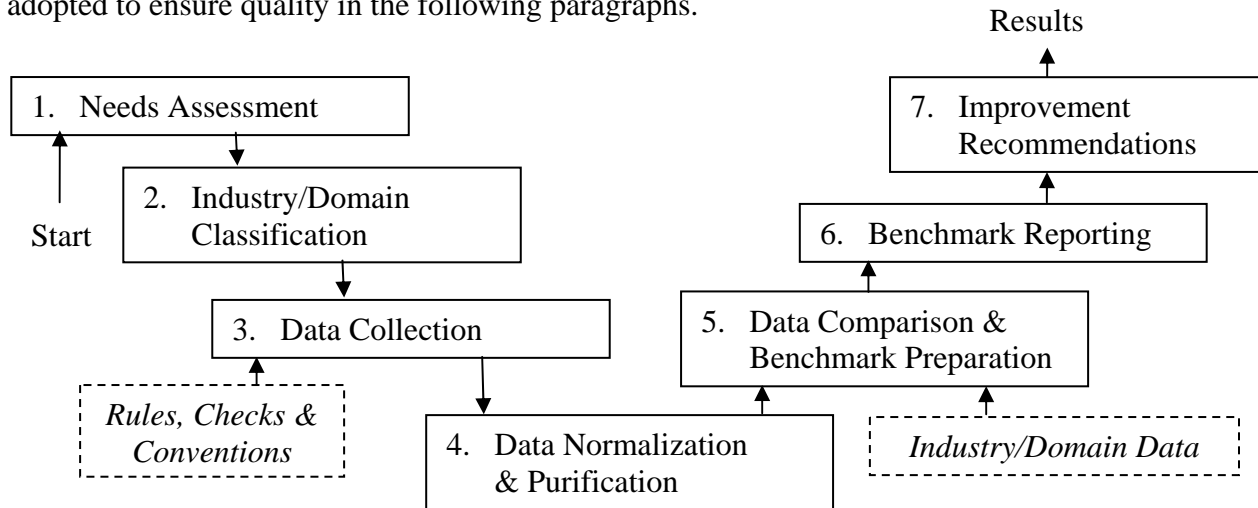 adopted to ensure quality in the following paragraphs.
Results
1. Needs Assessment
7. Improvement
Recommendations
2. Industry/Domain
Classification
Start
6. Benchmark Reporting
3. Data Collection
5. Data Comparison &
Benchmark Preparation
Rules, Checks &
Conventions
4. Data Normalization
& Purification
Industry/Domain Data